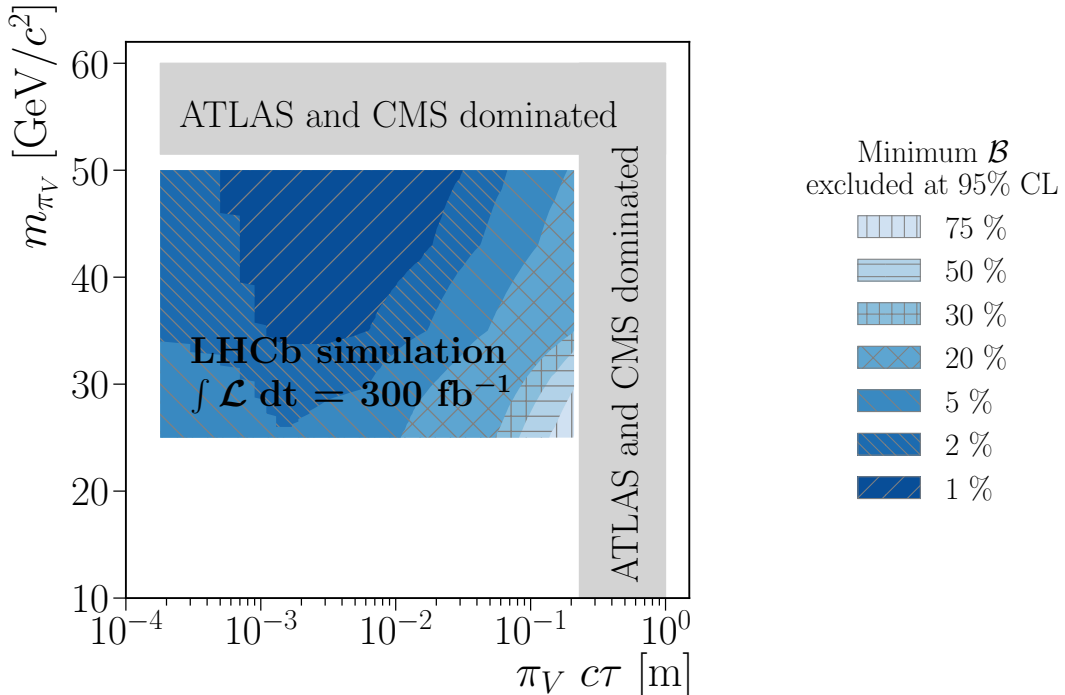 m_{π_V} [GeV/c²]
60
50
40
30
20
10
ATLAS and CMS dominated
ATLAS and CMS dominated
LHCb simulation
∫ 𝓛 dt = 300 fb⁻¹
10⁻⁴
10⁻³
10⁻²
10⁻¹
10⁰
π_V cτ [m]
Minimum 𝓑
excluded at 95% CL
75 %
50 %
30 %
20 %
5 %
2 %
1 %